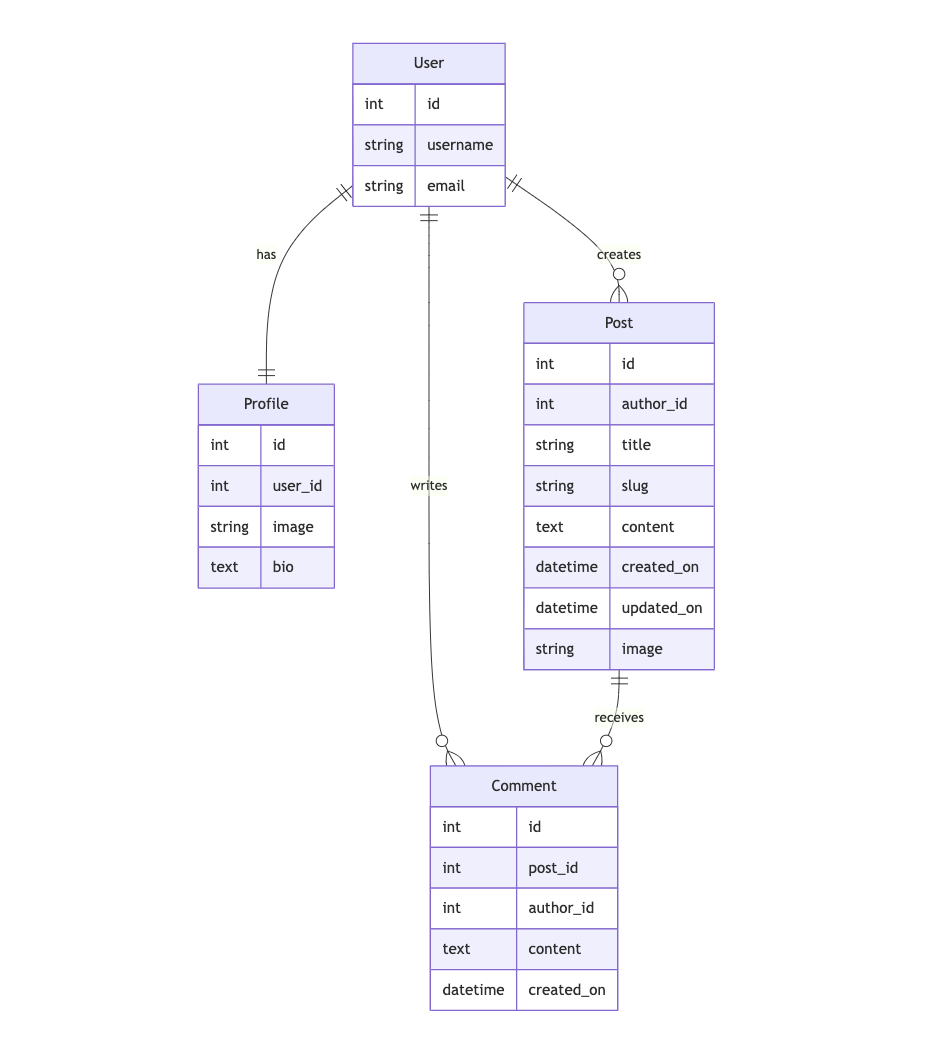 User
int id
string username
string email
has
creates
Post
int id
int author_id
string title
string slug
text content
datetime created_on
datetime updated_on
string image
Profile
int id
int user_id
string image
text bio
writes
receives
Comment
int id
int post_id
int author_id
text content
datetime created_on